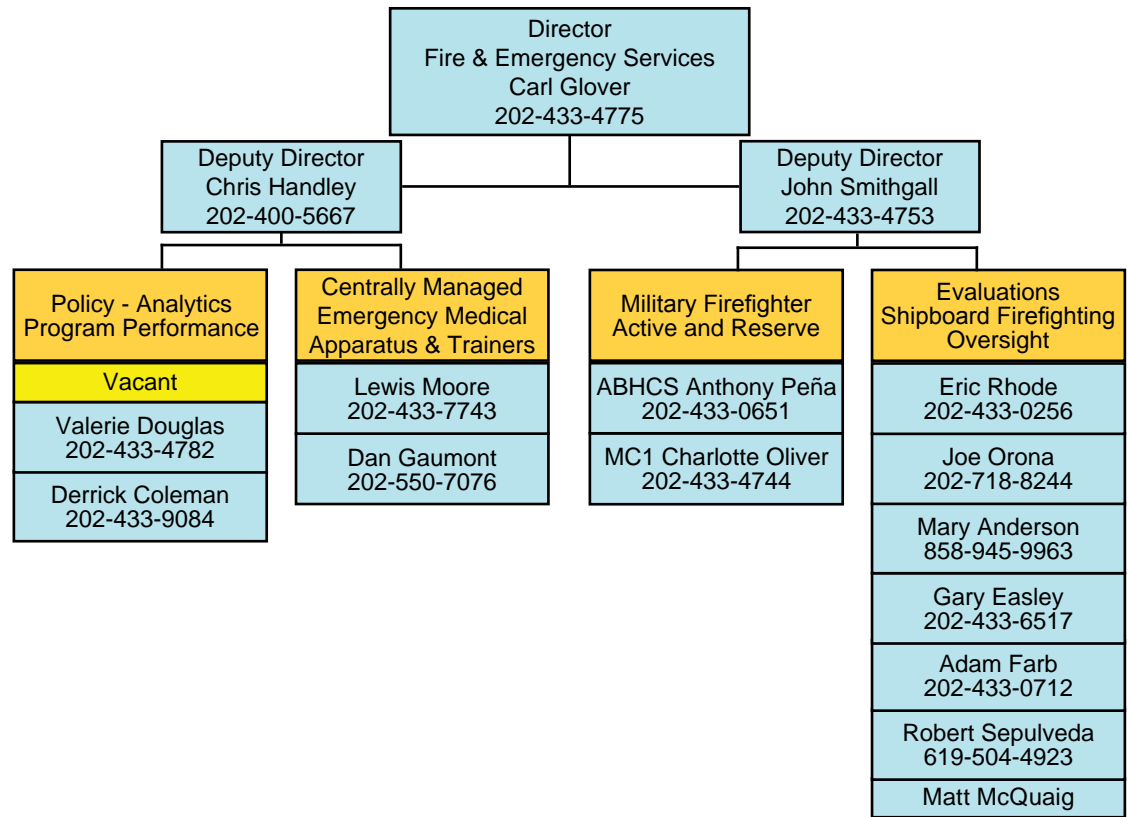 Director
Fire & Emergency Services
Carl Glover
202-433-4775
Deputy Director
Chris Handley
202-400-5667
Deputy Director
John Smithgall
202-433-4753
Policy - Analytics
Program Performance
Vacant
Valerie Douglas
202-433-4782
Derrick Coleman
202-433-9084
Centrally Managed
Emergency Medical
Apparatus & Trainers
Lewis Moore
202-433-7743
Dan Gaumont
202-550-7076
Military Firefighter
Active and Reserve
ABHCS Anthony Peña
202-433-0651
MC1 Charlotte Oliver
202-433-4744
Evaluations
Shipboard Firefighting
Oversight
Eric Rhode
202-433-0256
Joe Orona
202-718-8244
Mary Anderson
858-945-9963
Gary Easley
202-433-6517
Adam Farb
202-433-0712
Robert Sepulveda
619-504-4923
Matt McQuaig